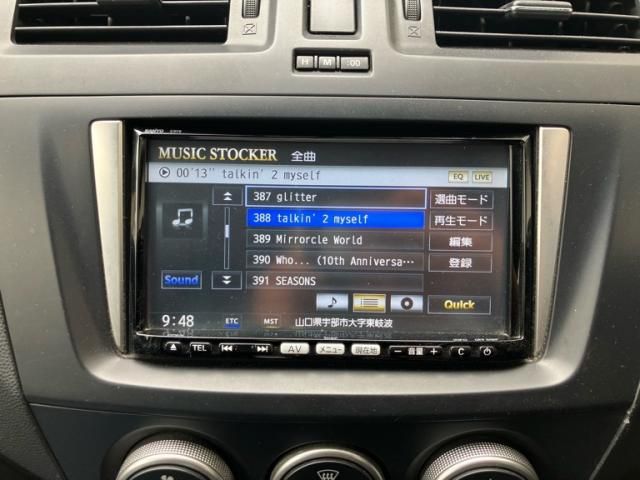 H M :00
SANYO
MUSIC STOCKER 全曲
00'13" talkin' 2 myself EQ LIVE
387 glitter 選曲モード
388 talkin' 2 myself 再生モード
389 Mirrorcle World 編集
390 Who... (10th Anniversa… 登録
Sound 391 SEASONS
Quick
9:48 ETC MST 山口県宇部市大字東岐波
TEL AV メニュー 現在地 − 音量 + C